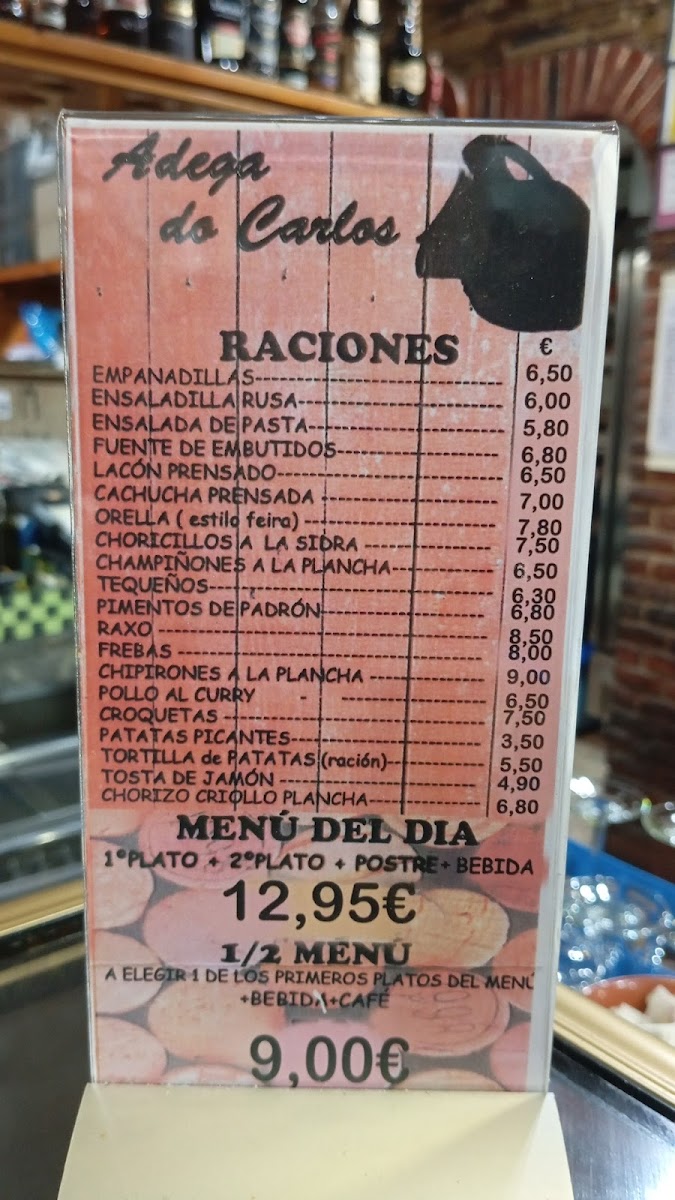 Adega
do Carlos
RACIONES €
EMPANADILLAS 6,50
ENSALADILLA RUSA 6,00
ENSALADA DE PASTA 5,80
FUENTE DE EMBUTIDOS 6,80
LACÓN PRENSADO 6,50
CACHUCHA PRENSADA 7,00
ORELLA ( estilo feira) 7,80
CHORICILLOS A LA SIDRA 7,50
CHAMPIÑONES A LA PLANCHA 6,50
TEQUEÑOS 6,30
PIMENTOS DE PADRÓN 6,80
RAXO 8,50
FREBAS 8,00
CHIPIRONES A LA PLANCHA 9,00
POLLO AL CURRY - 6,50
CROQUETAS 7,50
PATATAS PICANTES 3,50
TORTILLA de PATATAS (ración) 5,50
TOSTA DE JAMÓN 4,90
CHORIZO CRIOLLO PLANCHA 6,80
MENÚ DEL DIA
1ºPLATO + 2ºPLATO + POSTRE+ BEBIDA
12,95€
1/2 MENÚ
A ELEGIR 1 DE LOS PRIMEROS PLATOS DEL MENÚ
+BEBIDA+CAFÉ
9,00€